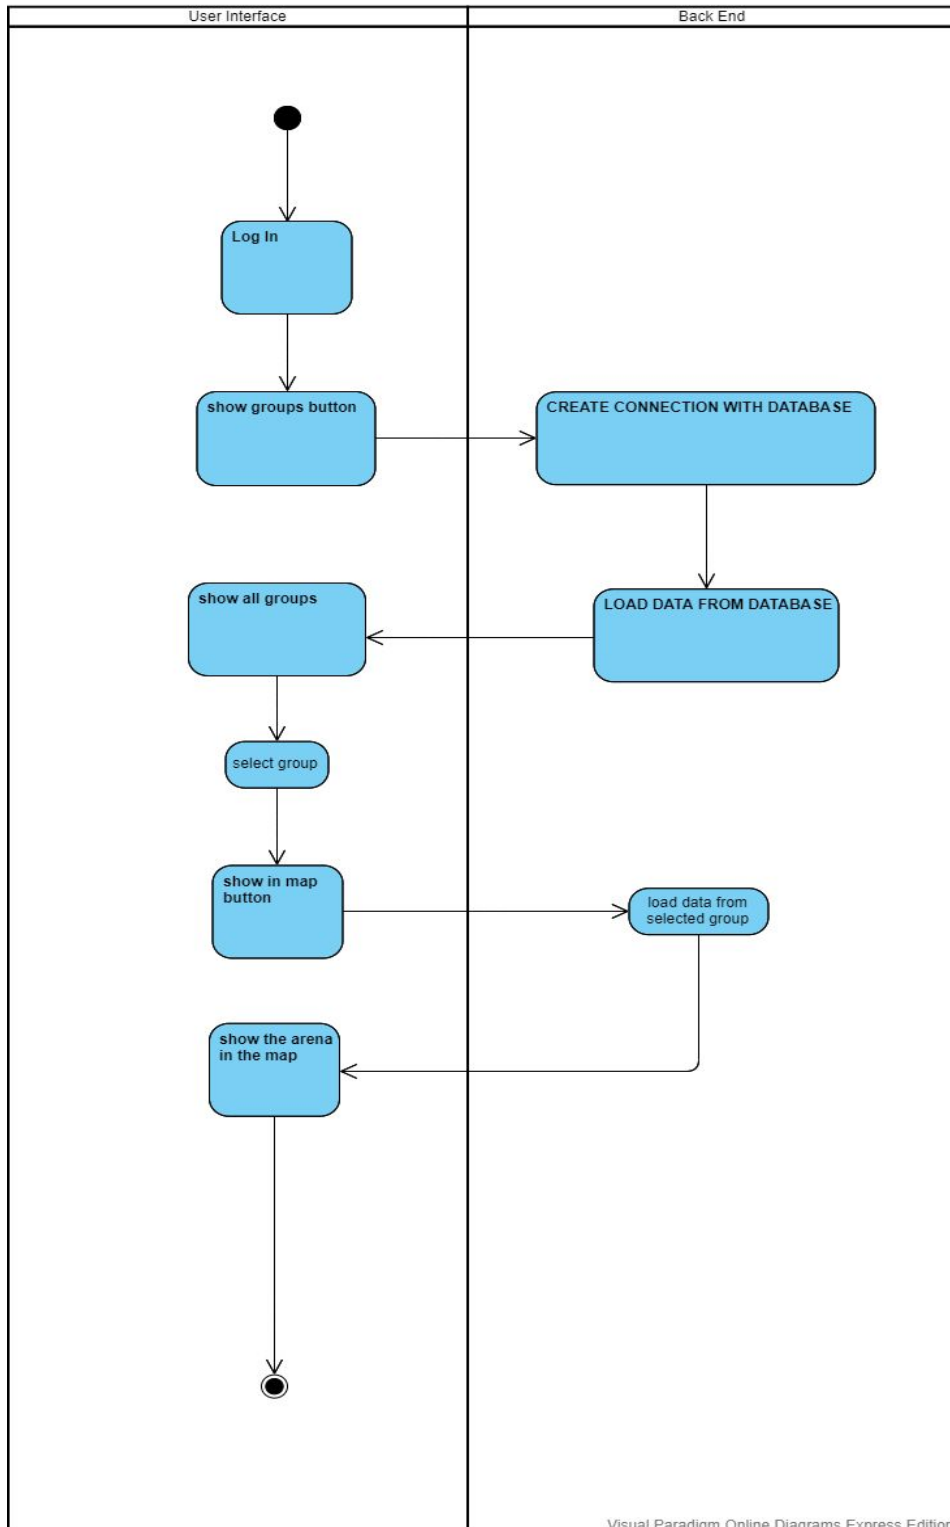 User Interface
Back End
Log In
show groups button
CREATE CONNECTION WITH DATABASE
show all groups
LOAD DATA FROM DATABASE
select group
show in map
button
load data from
selected group
show the arena
in the map
Visual Paradigm Online Diagrams Express Edition